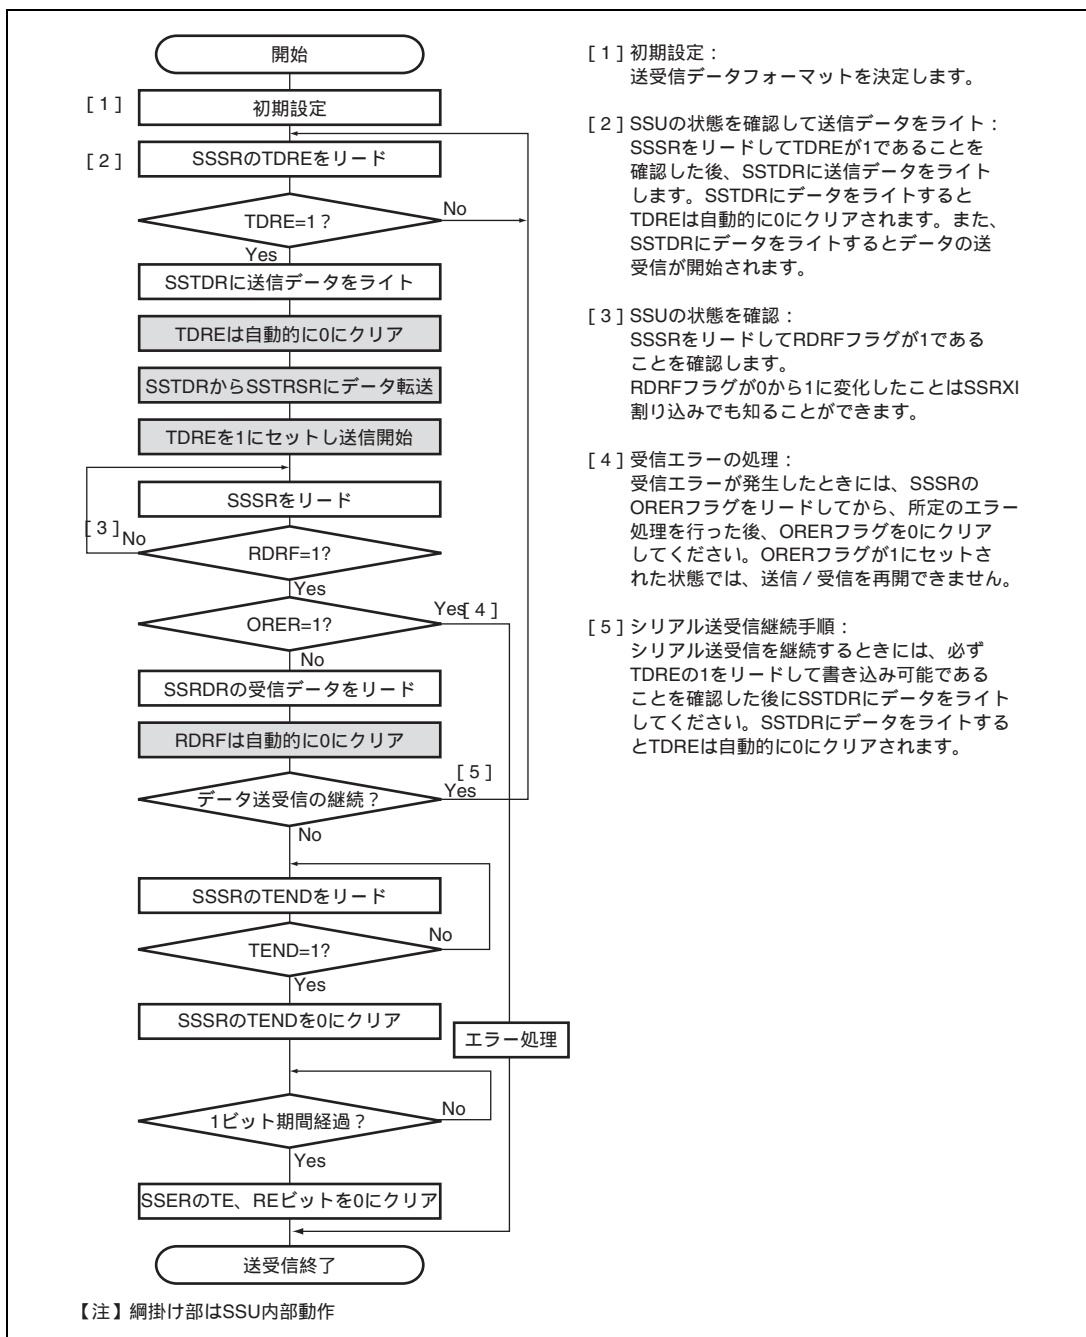 開始
[ 1 ]
初期設定
[ 2 ]
SSSRのTDREをリード
TDRE=1？
No
Yes
SSTDRに送信データをライト
TDREは自動的に0にクリア
SSTDRからSSTRSRにデータ転送
TDREを1にセットし送信開始
SSSRをリード
[ 3 ]
No
RDRF=1?
Yes
ORER=1?
Yes
[ 4 ]
No
SSRDRの受信データをリード
RDRFは自動的に0にクリア
[ 5 ]
データ送受信の継続？
Yes
No
SSSRのTENDをリード
TEND=1?
No
Yes
SSSRのTENDを0にクリア
エラー処理
1ビット期間経過？
No
Yes
SSERのTE、REビットを0にクリア
送受信終了
【注】網掛け部はSSU内部動作
[ 1 ] 初期設定：
送受信データフォーマットを決定します。
[ 2 ] SSUの状態を確認して送信データをライト：
SSSRをリードしてTDREが1であることを
確認した後、SSTDRに送信データをライト
します。SSTDRにデータをライトすると
TDREは自動的に0にクリアされます。また、
SSTDRにデータをライトするとデータの送
受信が開始されます。
[ 3 ] SSUの状態を確認：
SSSRをリードしてRDRFフラグが1である
ことを確認します。
RDRFフラグが0から1に変化したことはSSRXI
割り込みでも知ることができます。
[ 4 ] 受信エラーの処理：
受信エラーが発生したときには、SSSRの
ORERフラグをリードしてから、所定のエラー
処理を行った後、ORERフラグを0にクリア
してください。ORERフラグが1にセットさ
れた状態では、送信 / 受信を再開できません。
[ 5 ] シリアル送受信継続手順：
シリアル送受信を継続するときには、必ず
TDREの1をリードして書き込み可能である
ことを確認した後にSSTDRにデータをライト
してください。SSTDRにデータをライトする
とTDREは自動的に0にクリアされます。